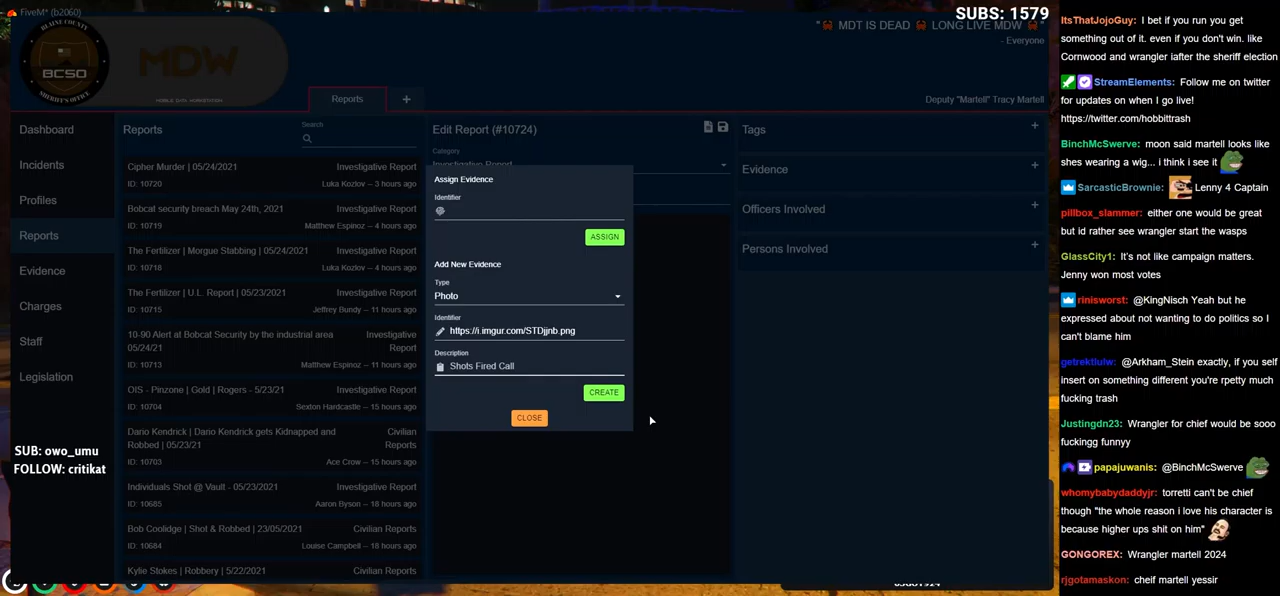 FiveM® (b2060)
SUBS: 1579
" MDT IS DEAD LONG LIVE MDW "
- Everyone
BLAINE COUNTY
BCSO
SHERIFF'S OFFICE
MDW
MOBILE DATA WORKSTATION
Reports
+
Deputy "Martell" Tracy Martell
Dashboard
Incidents
Profiles
Reports
Evidence
Charges
Staff
Legislation
SUB: owo_umu
FOLLOW: critikat
Reports
Search
Cipher Murder | 05/24/2021
Investigative Report
ID: 10720
Luka Kozlov -- 3 hours ago
Bobcat security breach May 24th, 2021
Investigative Report
ID: 10719
Matthew Espinoz -- 4 hours ago
The Fertilizer | Morgue Stabbing | 05/24/2021
Investigative Report
ID: 10718
Luka Kozlov -- 4 hours ago
The Fertilizer | U.L. Report | 05/23/2021
Investigative Report
ID: 10715
Jeffrey Bundy -- 11 hours ago
10-90 Alert at Bobcat Security by the industrial area
05/24/21
Investigative
Report
ID: 10713
Matthew Espinoz -- 11 hours ago
OIS - Pinzone | Gold | Rogers - 5/23/21
Investigative Report
ID: 10704
Sexton Hardcastle -- 15 hours ago
Dario Kendrick | Dario Kendrick gets Kidnapped and
Robbed | 05/23/21
Civilian
Reports
ID: 10703
Ace Crow -- 15 hours ago
Individuals Shot @ Vault - 05/23/2021
Investigative Report
ID: 10685
Aaron Byson -- 18 hours ago
Bob Coolidge | Shot & Robbed | 23/05/2021
Civilian Reports
ID: 10684
Louise Campbell -- 18 hours ago
Kylie Stokes | Robbery | 5/22/2021
Civilian Reports
Edit Report (#10724)
Category
Investigative Report
Assign Evidence
Identifier
ASSIGN
Add New Evidence
Type
Photo
Identifier
https://i.imgur.com/STDjjnb.png
Description
Shots Fired Call
CREATE
CLOSE
Tags
+
Evidence
+
Officers Involved
+
Persons Involved
+
ItsThatJojoGuy: I bet if you run you get
something out of it. even if you don't win. like
Cornwood and wrangler iafter the sheriff election
StreamElements: Follow me on twitter
for updates on when I go live!
https://twitter.com/hobbittrash
BinchMcSwerve: moon said martell looks like
shes wearing a wig... i think i see it
SarcasticBrownie: Lenny 4 Captain
pillbox_slammer: either one would be great
but id rather see wrangler start the wasps
GlassCity1: It's not like campaign matters.
Jenny won most votes
rinisworst: @KingNisch Yeah but he
expressed about not wanting to do politics so I
can't blame him
getrektlulw: @Arkham_Stein exactly, if you self
insert on something different you're rpetty much
fucking trash
Justingdn23: Wrangler for chief would be sooo
fuckingg funnyy
papajuwanis: @BinchMcSwerve
whomybabydaddyjr: torretti can't be chief
though "the whole reason i love his character is
because higher ups shit on him"
GONGOREX: Wrangler martell 2024
rjgotamaskon: cheif martell yessir